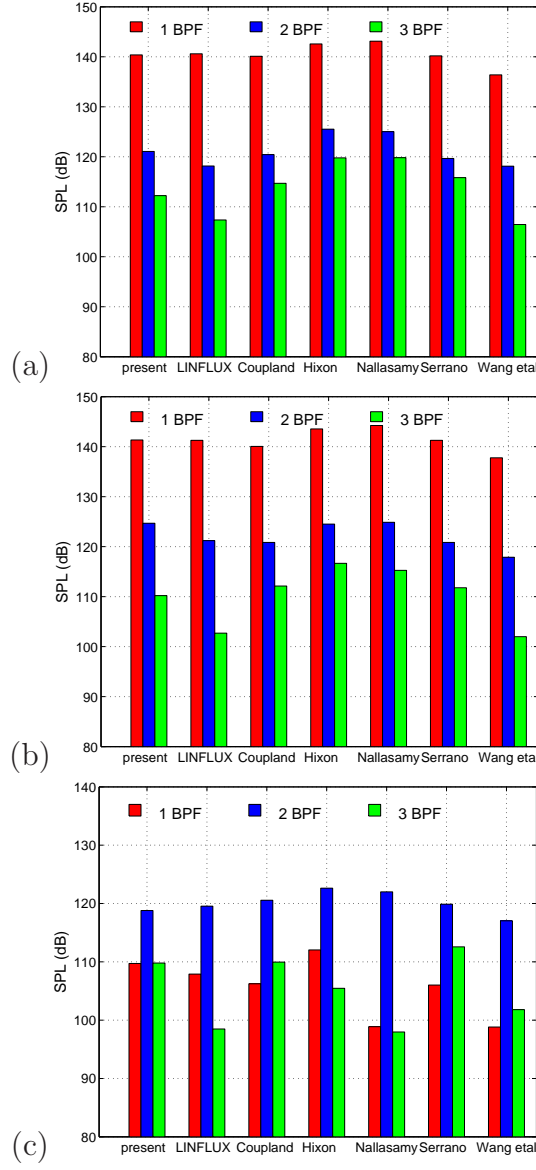 150
1 BPF 2 BPF 3 BPF
140
130
120
110
100
90
80
SPL (dB)
present LINFLUX Coupland Hixon Nallasamy Serrano Wang etal
(a)
150
1 BPF 2 BPF 3 BPF
140
130
120
110
100
90
80
SPL (dB)
present LINFLUX Coupland Hixon Nallasamy Serrano Wang etal
(b)
140
1 BPF 2 BPF 3 BPF
130
120
110
100
90
80
SPL (dB)
present LINFLUX Coupland Hixon Nallasamy Serrano Wang etal
(c)